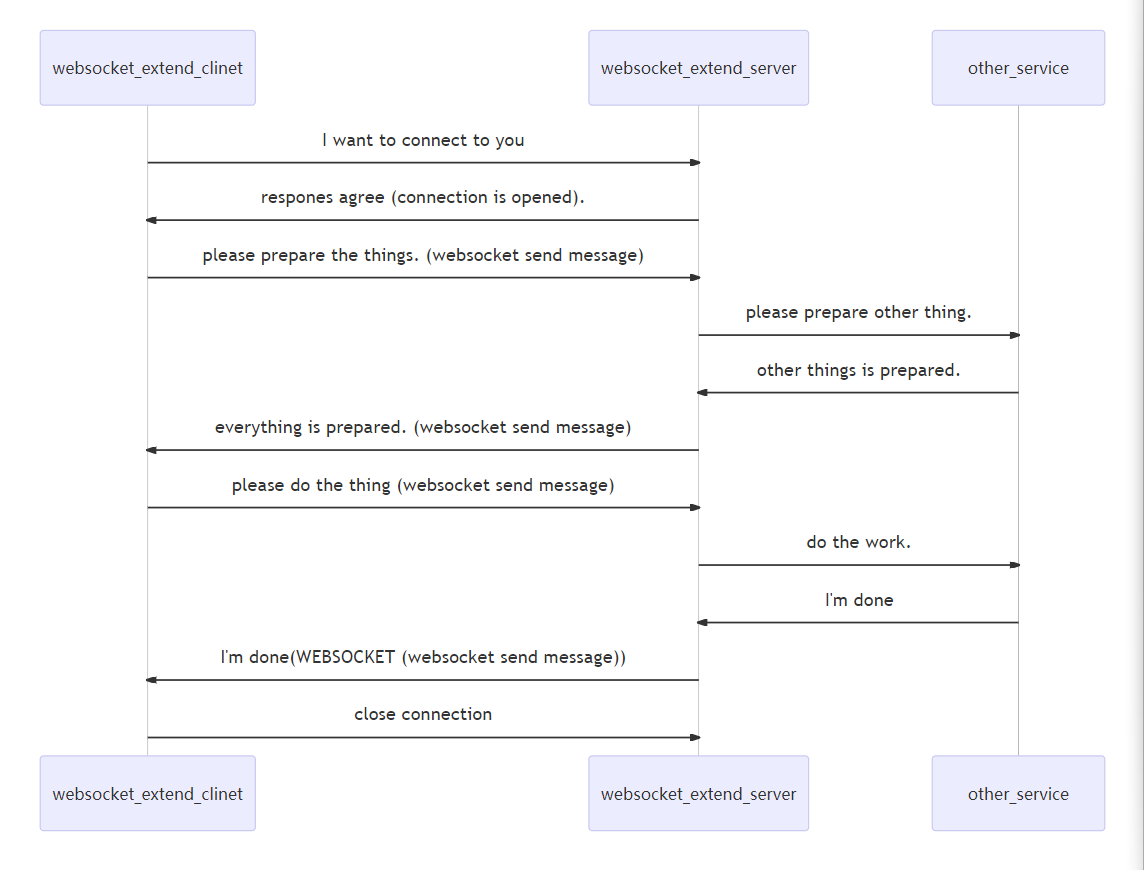 websocket_extend_clinet
websocket_extend_server
other_service
I want to connect to you
respones agree (connection is opened).
please prepare the things. (websocket send message)
please prepare other thing.
other things is prepared.
everything is prepared. (websocket send message)
please do the thing (websocket send message)
do the work.
I'm done
I'm done(WEBSOCKET (websocket send message))
close connection
websocket_extend_clinet
websocket_extend_server
other_service